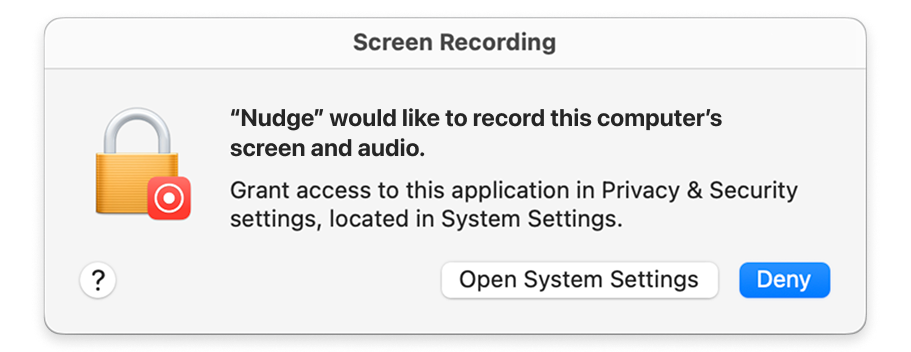 Screen Recording
“Nudge” would like to record this computer’s
screen and audio.
Grant access to this application in Privacy & Security
settings, located in System Settings.
?
Open System Settings
Deny